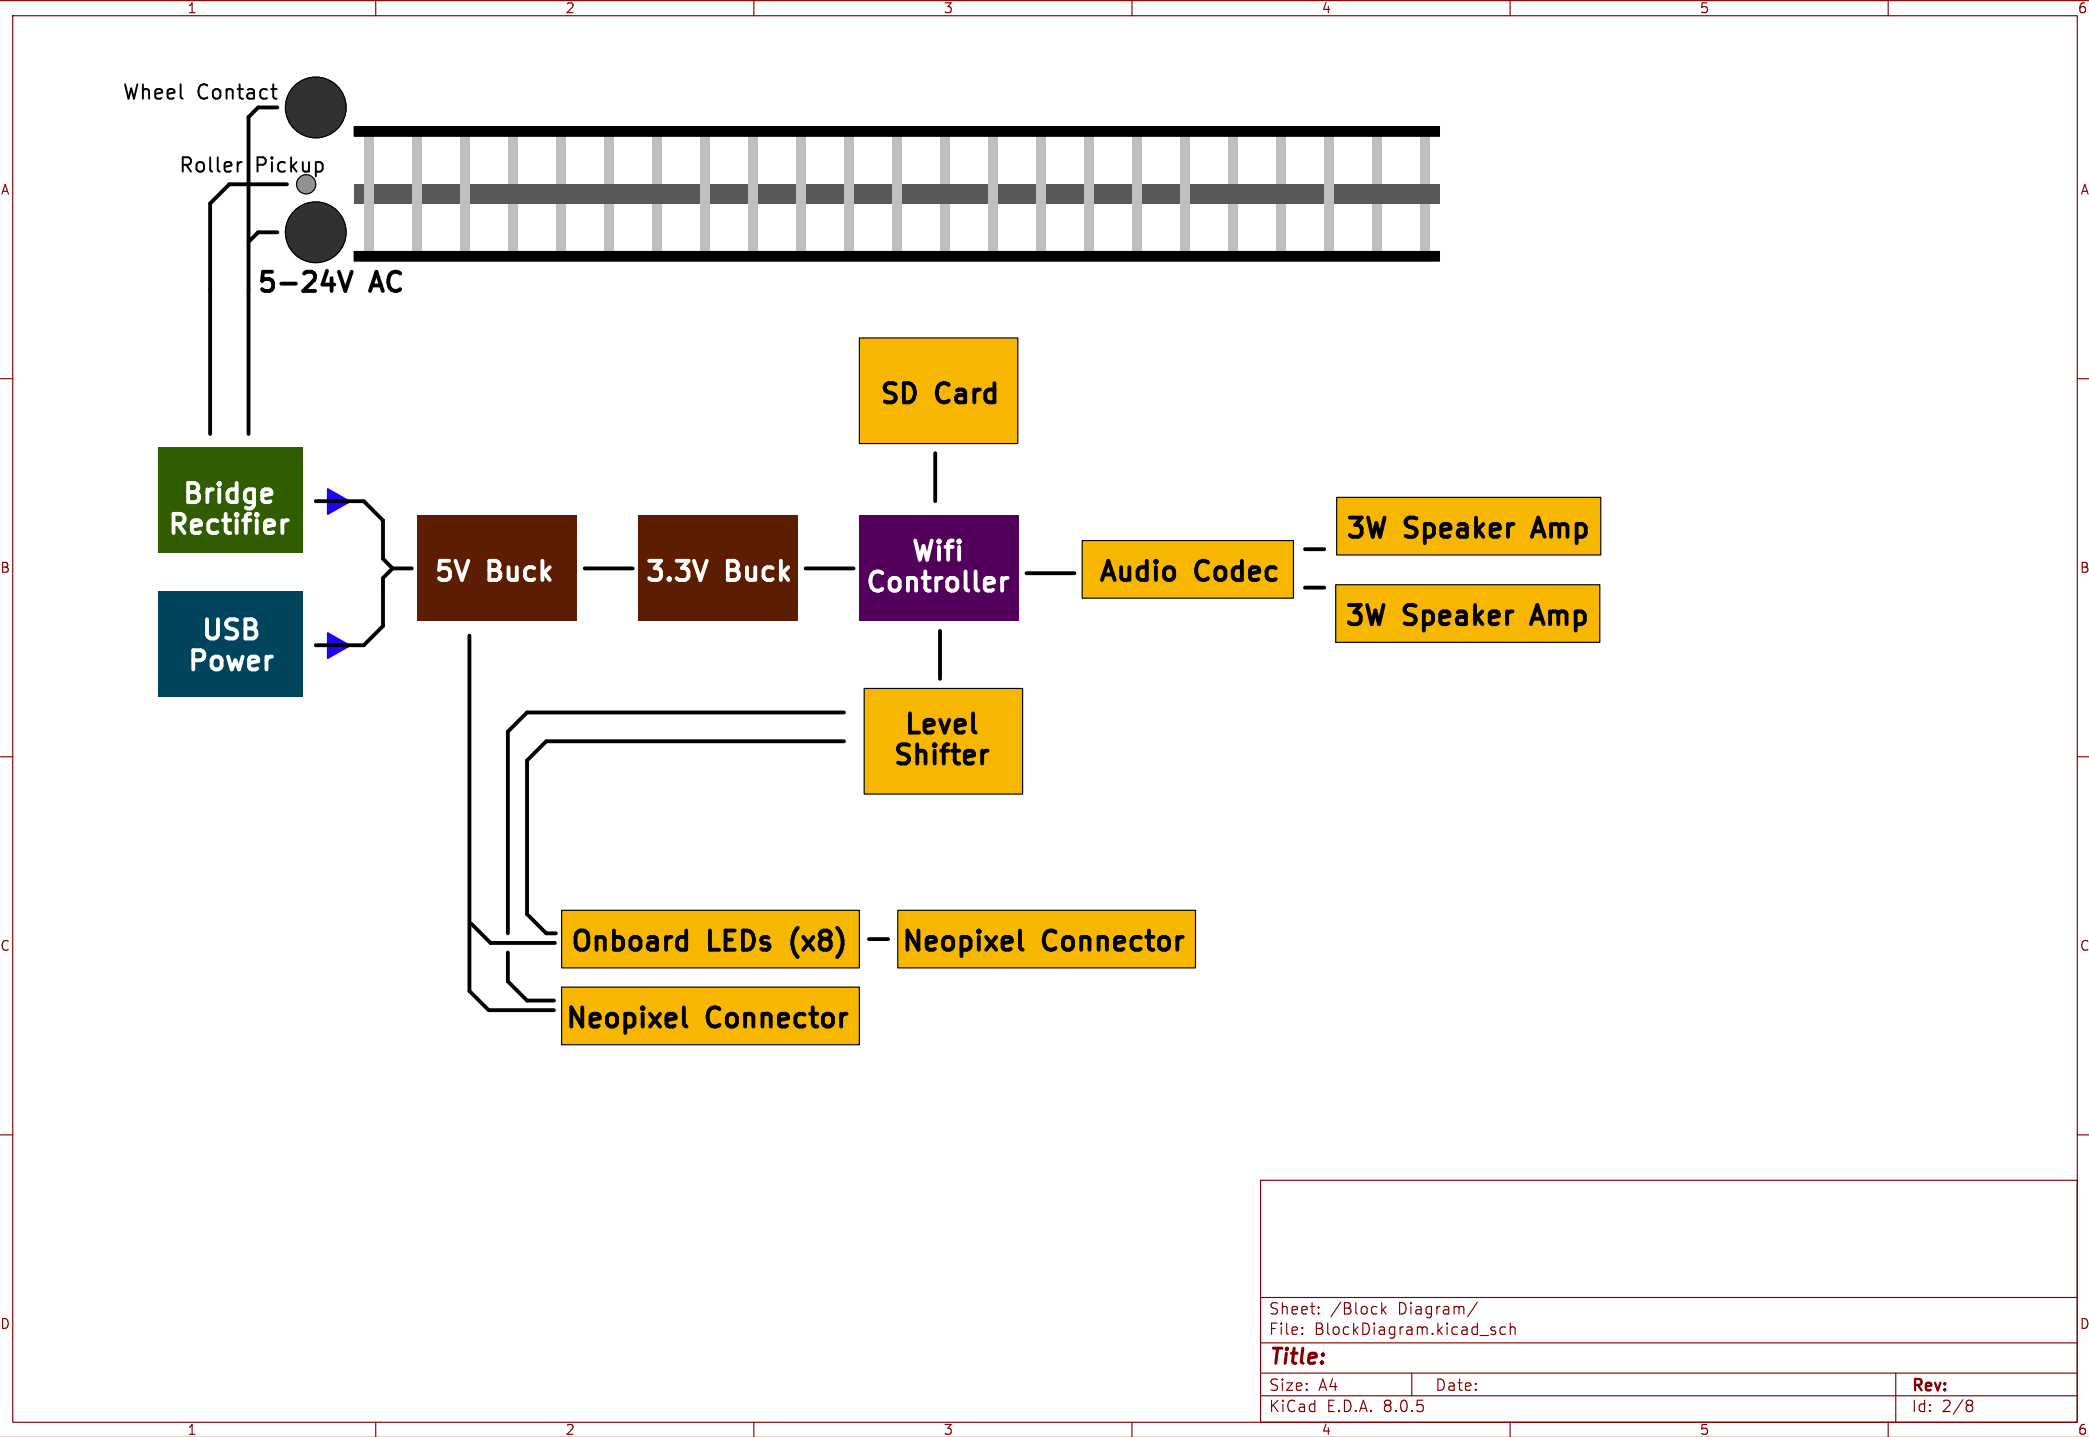 1 2 3 4 5 6
Wheel Contact
Roller Pickup
A A
5-24V AC
SD Card
Bridge
Rectifier
3W Speaker Amp
Wifi
Controller
B B
5V Buck
3.3V Buck
Audio Codec
3W Speaker Amp
USB
Power
Level
Shifter
C C
Onboard LEDs (x8)
Neopixel Connector
Neopixel Connector
Sheet: /Block Diagram/
D D
File: BlockDiagram.kicad_sch
Title:
Size: A4
Date:
Rev:
KiCad E.D.A. 8.0.5
Id: 2/8
1 2 3 4 5 6